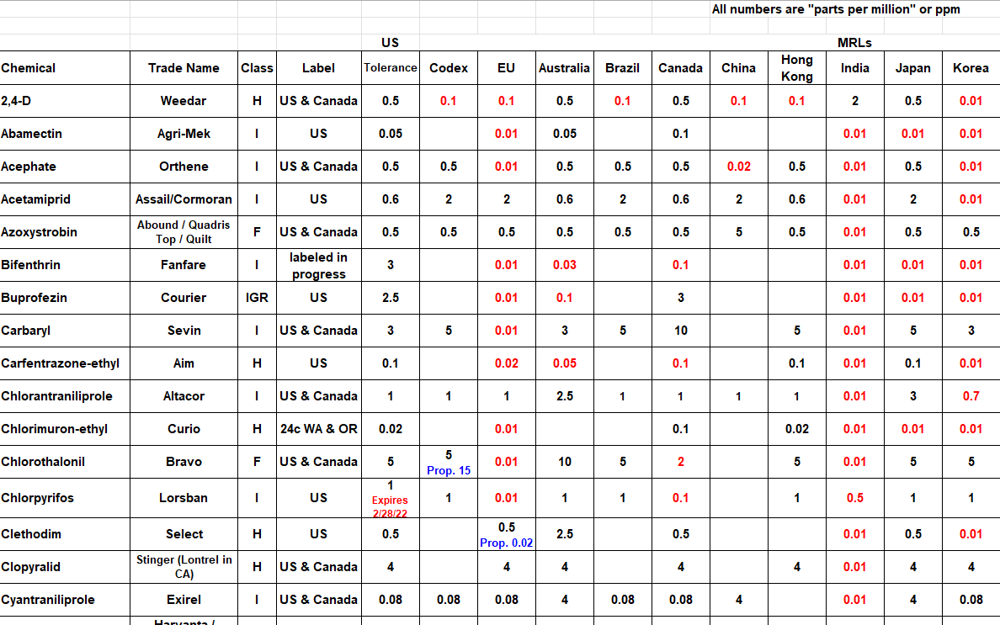 All numbers are "parts per million" or ppm
US MRLs
Chemical Trade Name Class Label Tolerance Codex EU Australia Brazil Canada China Hong Kong India Japan Korea
2,4-D Weedar H US & Canada 0.5 0.1 0.1 0.5 0.1 0.5 0.1 0.1 2 0.5 0.01
Abamectin Agri-Mek I US 0.05 0.01 0.05 0.1 0.01 0.01 0.01
Acephate Orthene I US & Canada 0.5 0.5 0.01 0.5 0.5 0.5 0.02 0.5 0.01 0.5 0.01
Acetamiprid Assail/Cormoran I US 0.6 2 2 0.6 2 0.6 2 0.6 0.01 2 0.01
Azoxystrobin Abound / Quadris Top / Quilt F US & Canada 0.5 0.5 0.5 0.5 0.5 0.5 5 0.5 0.01 0.5 0.5
Bifenthrin Fanfare I labeled in progress 3 0.01 0.03 0.1 0.01 0.01 0.01
Buprofezin Courier IGR US 2.5 0.01 0.1 3 0.01 0.01 0.01
Carbaryl Sevin I US & Canada 3 5 0.01 3 5 10 5 0.01 5 3
Carfentrazone-ethyl Aim H US 0.1 0.02 0.05 0.1 0.1 0.01 0.1 0.01
Chlorantraniliprole Altacor I US & Canada 1 1 1 2.5 1 1 1 1 0.01 3 0.7
Chlorimuron-ethyl Curio H 24c WA & OR 0.02 0.01 0.1 0.02 0.01 0.01 0.01
Chlorothalonil Bravo F US & Canada 5 5 Prop. 15 0.01 10 5 2 5 0.01 5 5
Chlorpyrifos Lorsban I US 1 Expires 2/28/22 1 0.01 1 1 0.1 1 0.5 1 1
Clethodim Select H US 0.5 0.5 Prop. 0.02 2.5 0.5 0.01 0.5 0.01
Clopyralid Stinger (Lontrel in CA) H US & Canada 4 4 4 4 4 0.01 4 4
Cyantraniliprole Exirel I US & Canada 0.08 0.08 0.08 4 0.08 0.08 4 0.01 4 0.08